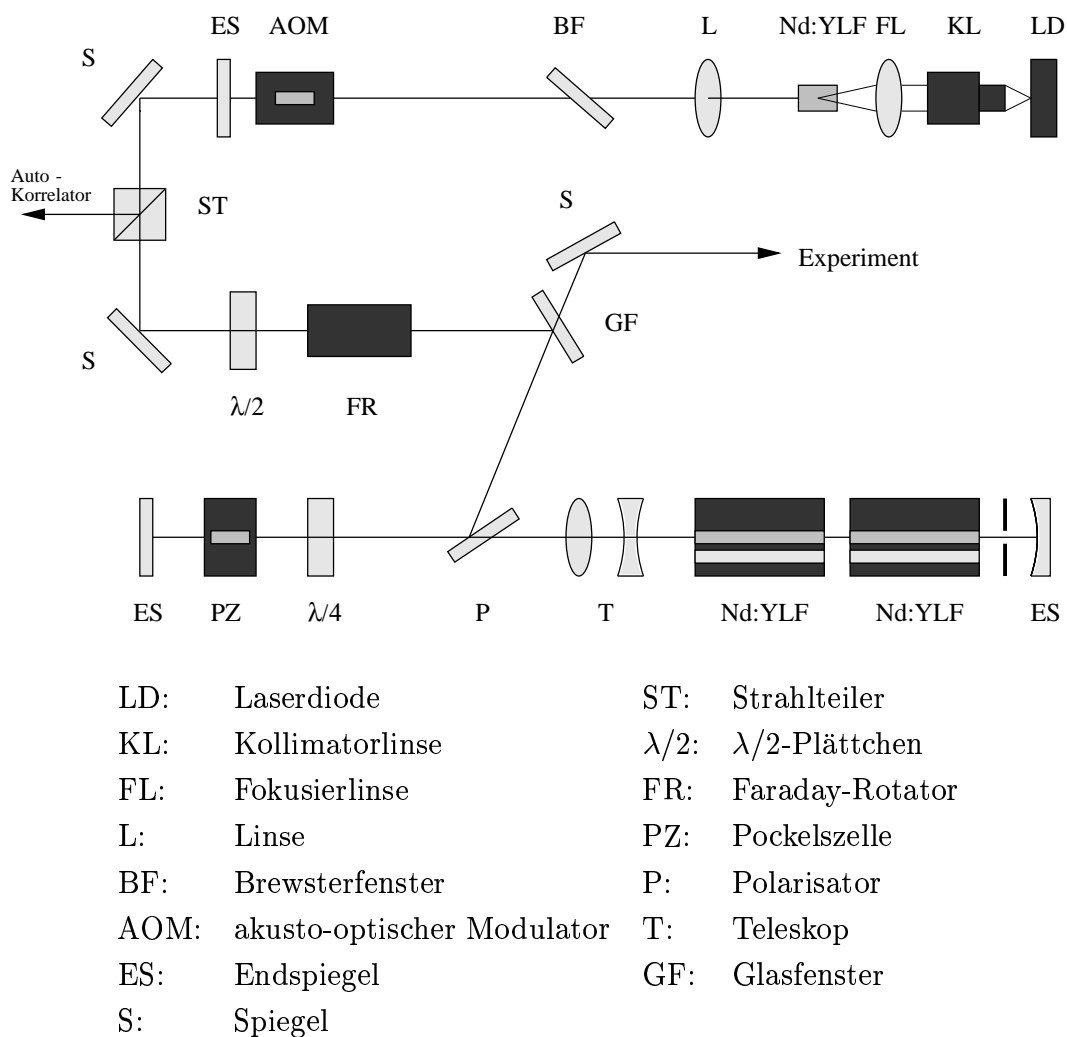 ES AOM BF L Nd:YLF FL KL LD
S
Auto -
Korrelator
ST
S
Experiment
GF
S
λ/2 FR
ES PZ λ/4 P T Nd:YLF Nd:YLF ES
LD: Laserdiode ST: Strahlteiler
KL: Kollimatorlinse λ/2: λ/2-Plättchen
FL: Fokusierlinse FR: Faraday-Rotator
L: Linse PZ: Pockelszelle
BF: Brewsterfenster P: Polarisator
AOM: akusto-optischer Modulator T: Teleskop
ES: Endspiegel GF: Glasfenster
S: Spiegel